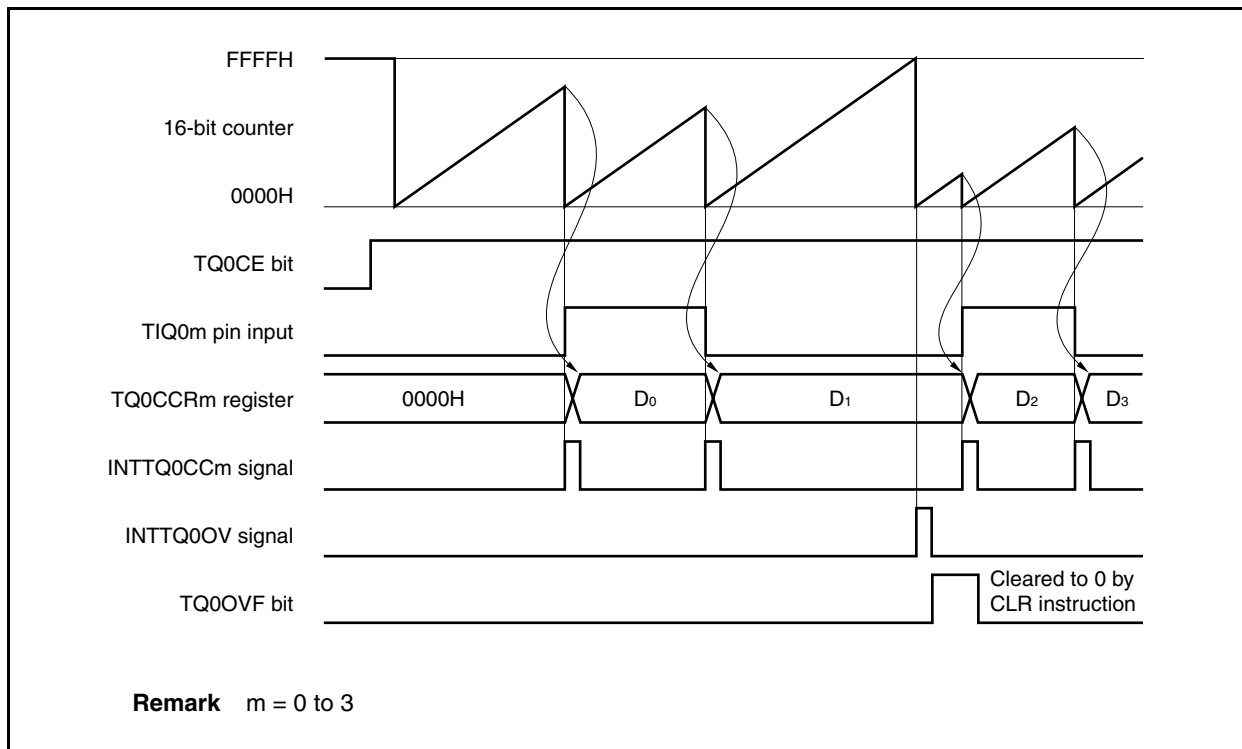 FFFFH
16-bit counter
0000H
TQ0CE bit
TIQ0m pin input
TQ0CCRm register
0000H
D0
D1
D2
D3
INTTQ0CCm signal
INTTQ0OV signal
TQ0OVF bit
Cleared to 0 by
CLR instruction
Remark m = 0 to 3